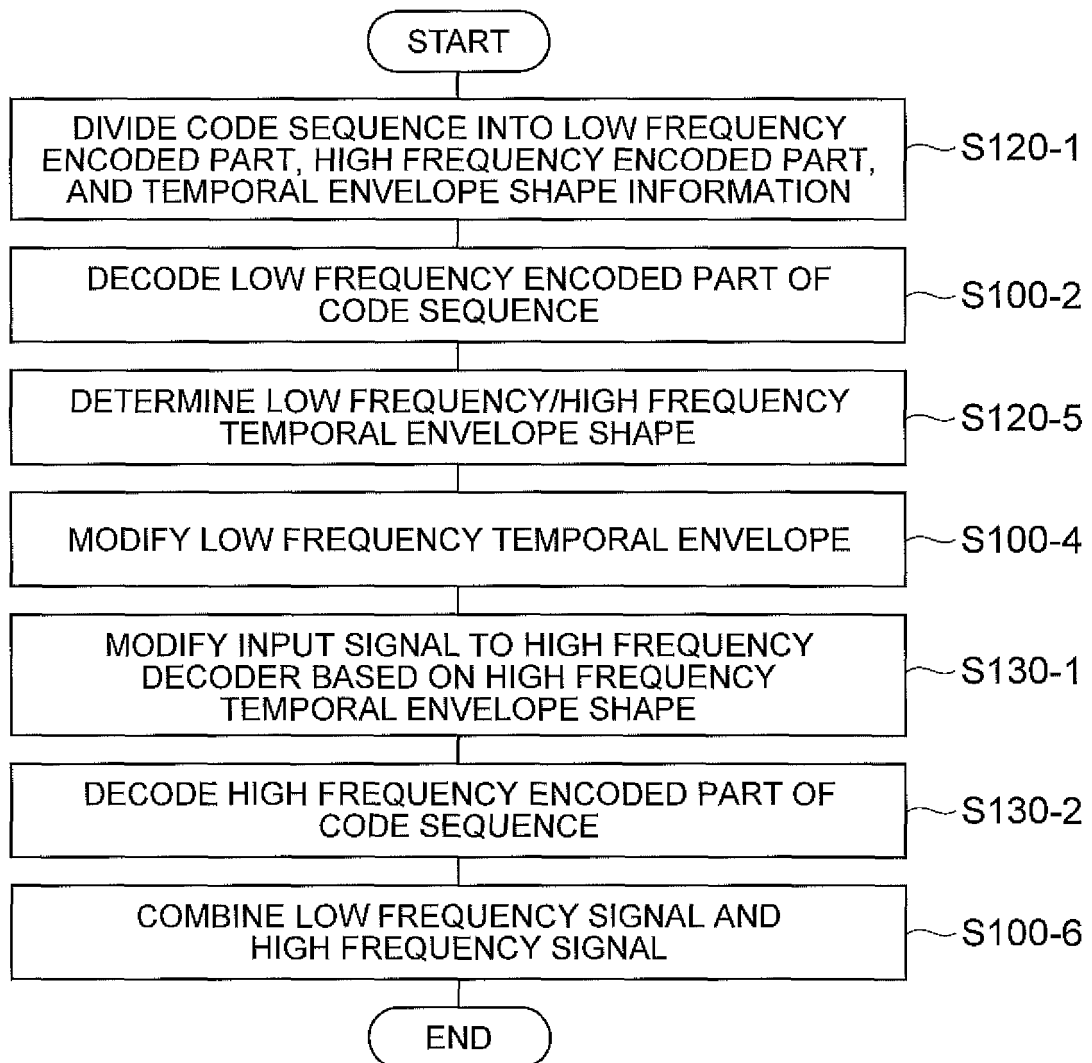 START
DIVIDE CODE SEQUENCE INTO LOW FREQUENCY
ENCODED PART, HIGH FREQUENCY ENCODED PART,
AND TEMPORAL ENVELOPE SHAPE INFORMATION
S120-1
DECODE LOW FREQUENCY ENCODED PART OF
CODE SEQUENCE
S100-2
DETERMINE LOW FREQUENCY/HIGH FREQUENCY
TEMPORAL ENVELOPE SHAPE
S120-5
MODIFY LOW FREQUENCY TEMPORAL ENVELOPE
S100-4
MODIFY INPUT SIGNAL TO HIGH FREQUENCY
DECODER BASED ON HIGH FREQUENCY
TEMPORAL ENVELOPE SHAPE
S130-1
DECODE HIGH FREQUENCY ENCODED PART OF
CODE SEQUENCE
S130-2
COMBINE LOW FREQUENCY SIGNAL AND
HIGH FREQUENCY SIGNAL
S100-6
END